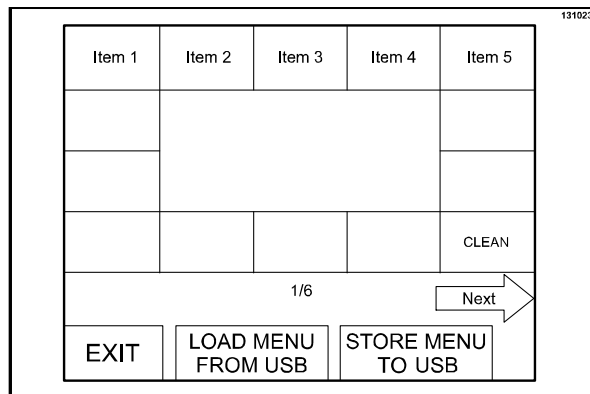 131023
Item 1 Item 2 Item 3 Item 4 Item 5
CLEAN
1/6
Next
EXIT
LOAD MENU
FROM USB
STORE MENU
TO USB